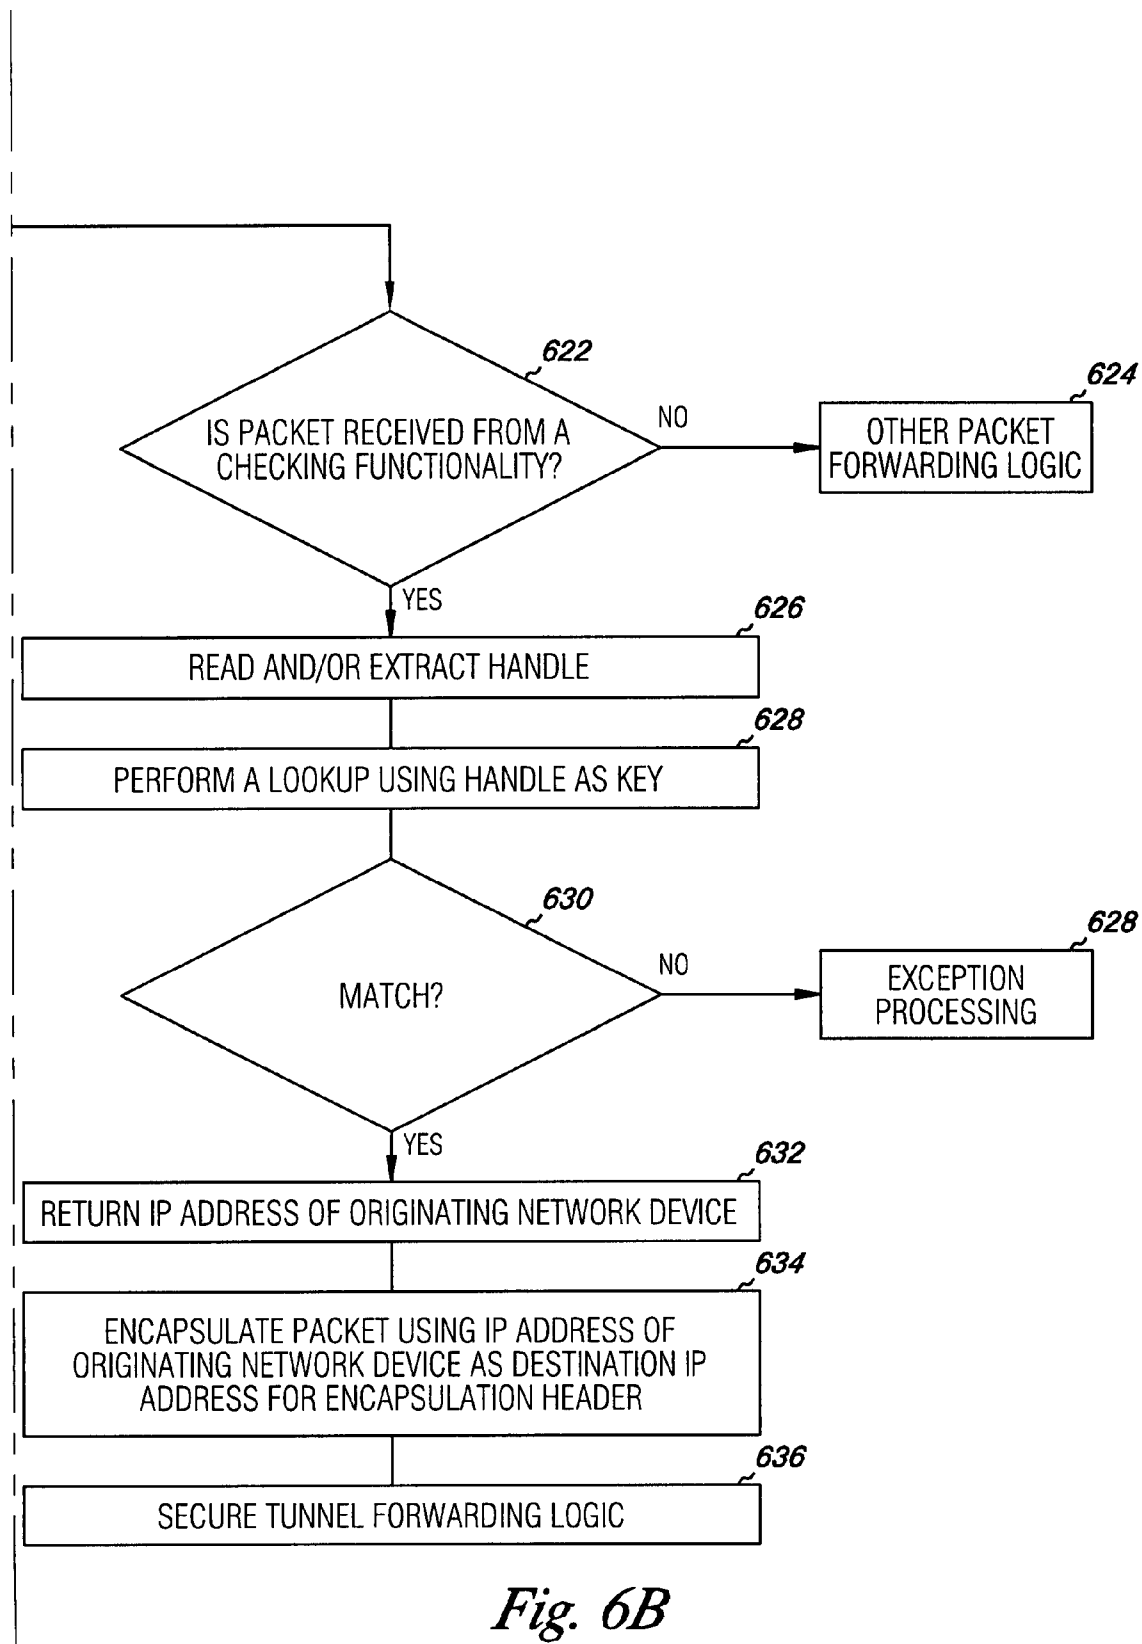 622
IS PACKET RECEIVED FROM A
CHECKING FUNCTIONALITY?
NO
624
OTHER PACKET
FORWARDING LOGIC
YES
626
READ AND/OR EXTRACT HANDLE
628
PERFORM A LOOKUP USING HANDLE AS KEY
630
MATCH?
NO
628
EXCEPTION
PROCESSING
YES
632
RETURN IP ADDRESS OF ORIGINATING NETWORK DEVICE
634
ENCAPSULATE PACKET USING IP ADDRESS OF
ORIGINATING NETWORK DEVICE AS DESTINATION IP
ADDRESS FOR ENCAPSULATION HEADER
636
SECURE TUNNEL FORWARDING LOGIC
Fig. 6B